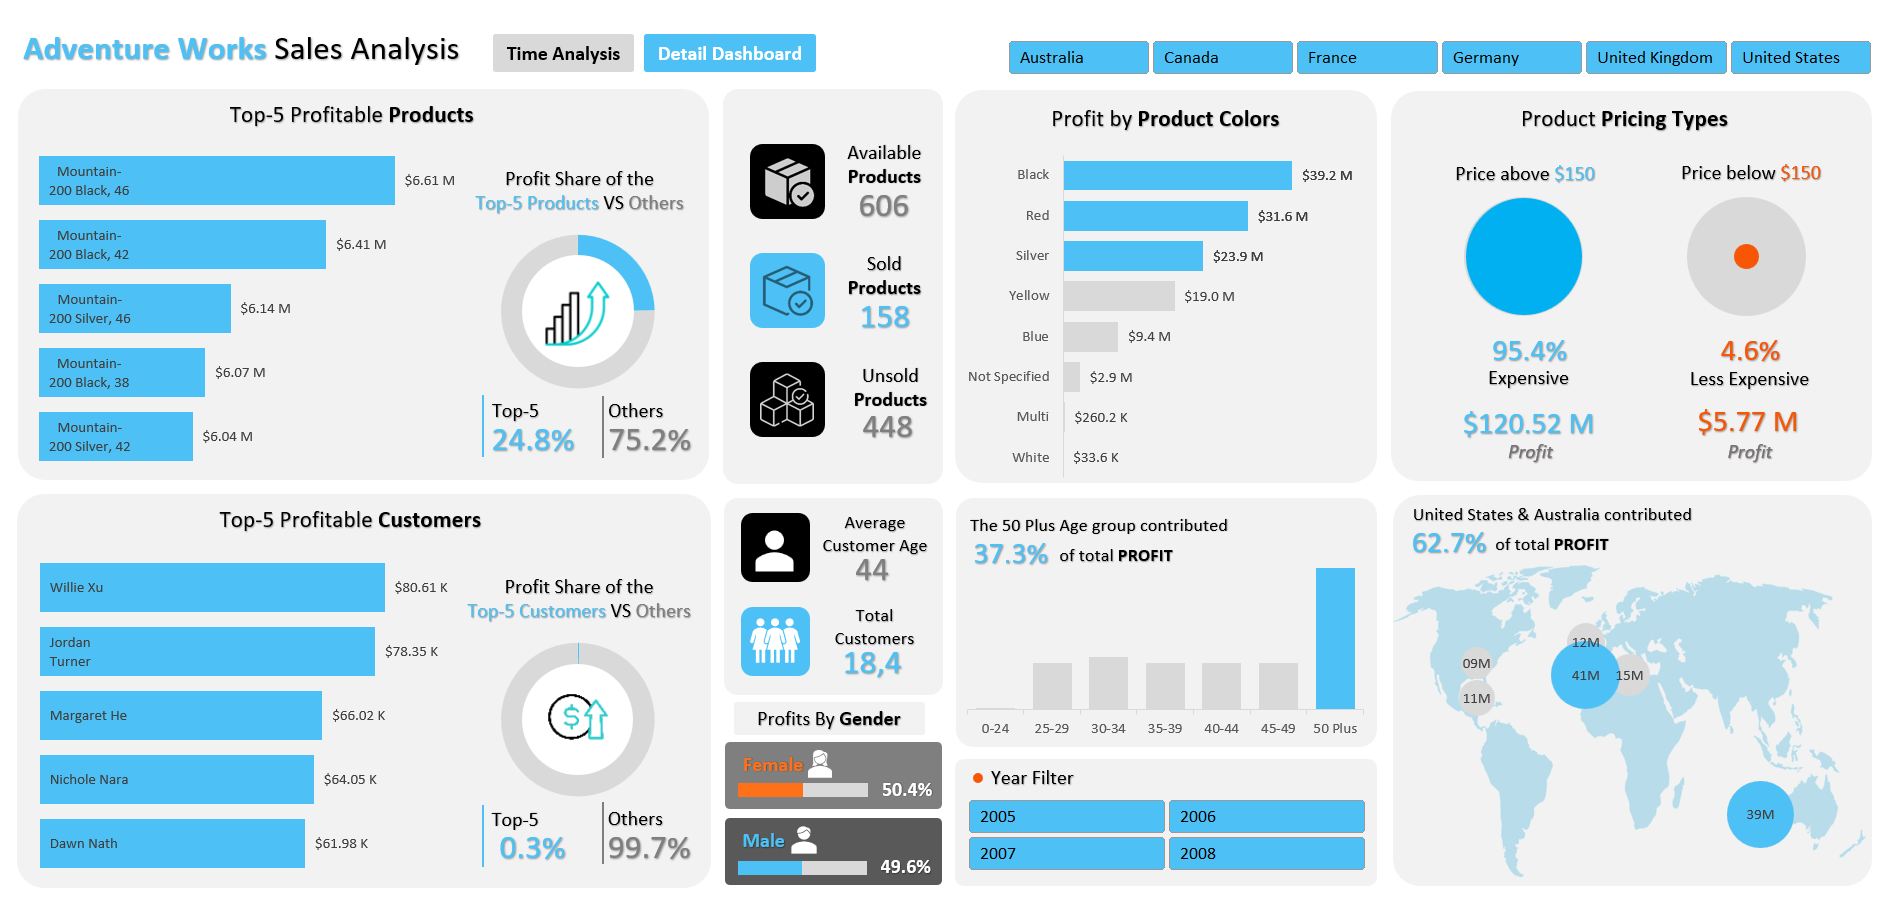 Adventure Works Sales Analysis
Time Analysis
Detail Dashboard
Australia
Canada
France
Germany
United Kingdom
United States
Top-5 Profitable Products
Mountain-
200 Black, 46
$6.61 M
Mountain-
200 Black, 42
$6.41 M
Mountain-
200 Silver, 46
$6.14 M
Mountain-
200 Black, 38
$6.07 M
Mountain-
200 Silver, 42
$6.04 M
Profit Share of the
Top-5 Products VS Others
Top-5
24.8%
Others
75.2%
Available
Products
606
Sold
Products
158
Unsold
Products
448
Profit by Product Colors
Black
$39.2 M
Red
$31.6 M
Silver
$23.9 M
Yellow
$19.0 M
Blue
$9.4 M
Not Specified
$2.9 M
Multi
$260.2 K
White
$33.6 K
Product Pricing Types
Price above $150
95.4%
Expensive
$120.52 M
Profit
Price below $150
4.6%
Less Expensive
$5.77 M
Profit
Top-5 Profitable Customers
Willie Xu
$80.61 K
Jordan
Turner
$78.35 K
Margaret He
$66.02 K
Nichole Nara
$64.05 K
Dawn Nath
$61.98 K
Profit Share of the
Top-5 Customers VS Others
Top-5
0.3%
Others
99.7%
Average
Customer Age
44
Total
Customers
18,4
Profits By Gender
Female
50.4%
Male
49.6%
The 50 Plus Age group contributed
37.3% of total PROFIT
0-24
25-29
30-34
35-39
40-44
45-49
50 Plus
Year Filter
2005
2006
2007
2008
United States & Australia contributed
62.7% of total PROFIT
12M
09M
41M
15M
11M
39M